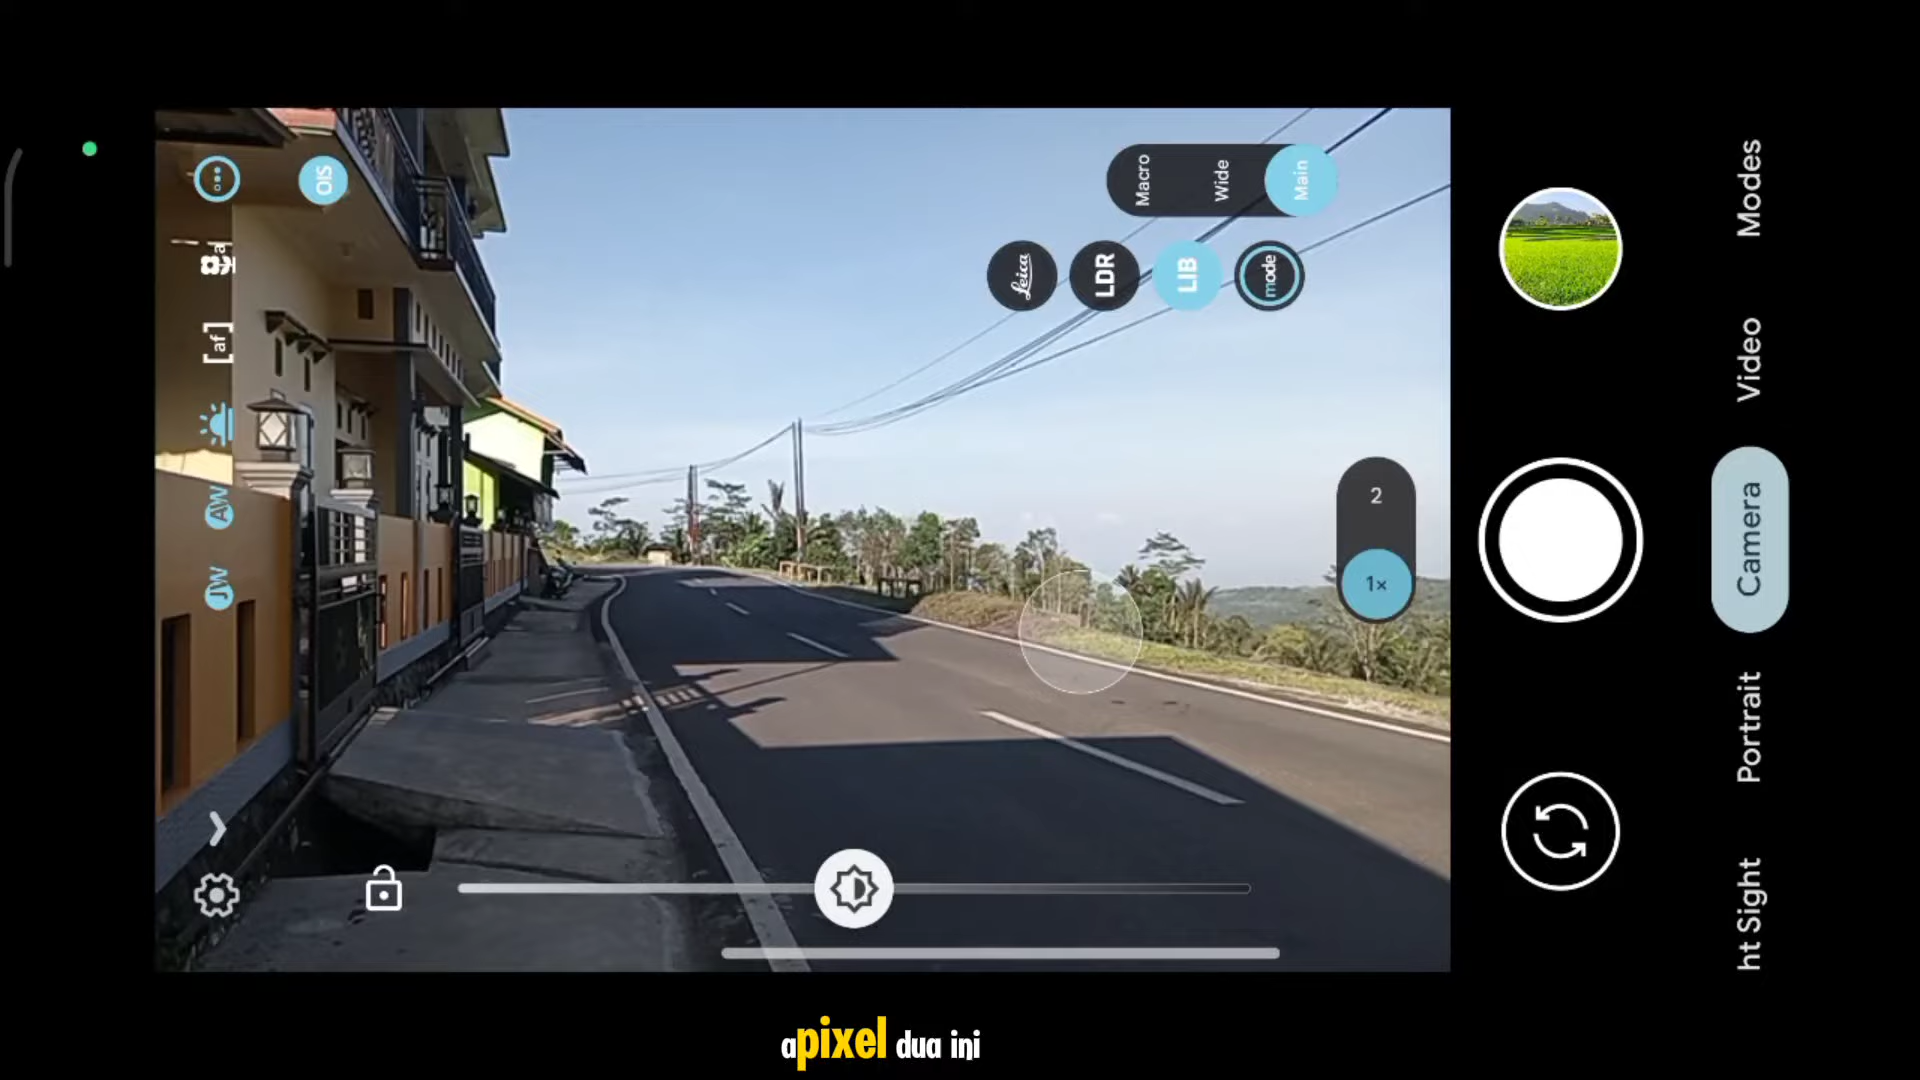 OIS
[af]
AW
JW
Macro
Wide
Main
Leica
LDR
LIB
mode
2
1×
Modes
Video
Camera
Portrait
ht Sight
apixel dua ini